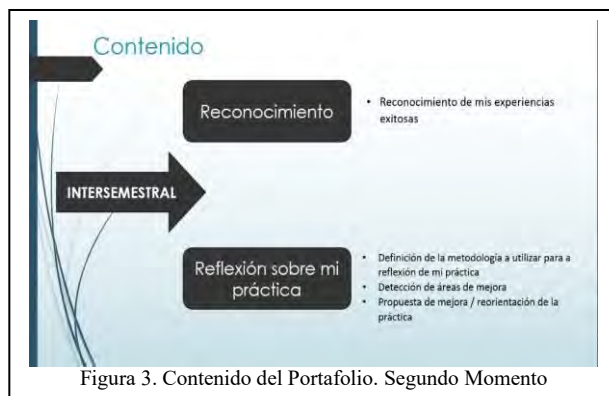 Contenido
Reconocimiento
• Reconocimiento de mis experiencias
exitosas
INTERSEMESTRAL
Reflexión sobre mi
práctica
• Definición de la metodología a utilizar para a
reflexión de mi práctica
• Detección de áreas de mejora
• Propuesta de mejora / reorientación de la
práctica
Figura 3. Contenido del Portafolio. Segundo Momento